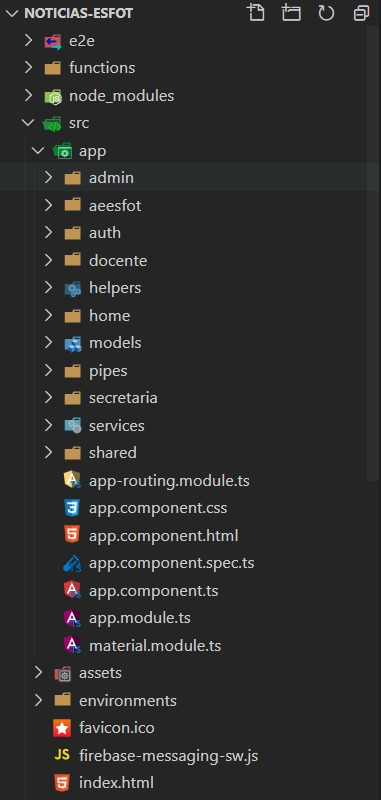 NOTICIAS-ESFOT
e2e
functions
node_modules
src
app
admin
aeesfot
auth
docente
helpers
home
models
pipes
secretaria
services
shared
app-routing.module.ts
app.component.css
app.component.html
app.component.spec.ts
app.component.ts
app.module.ts
material.module.ts
assets
environments
favicon.ico
JS firebase-messaging-sw.js
index.html